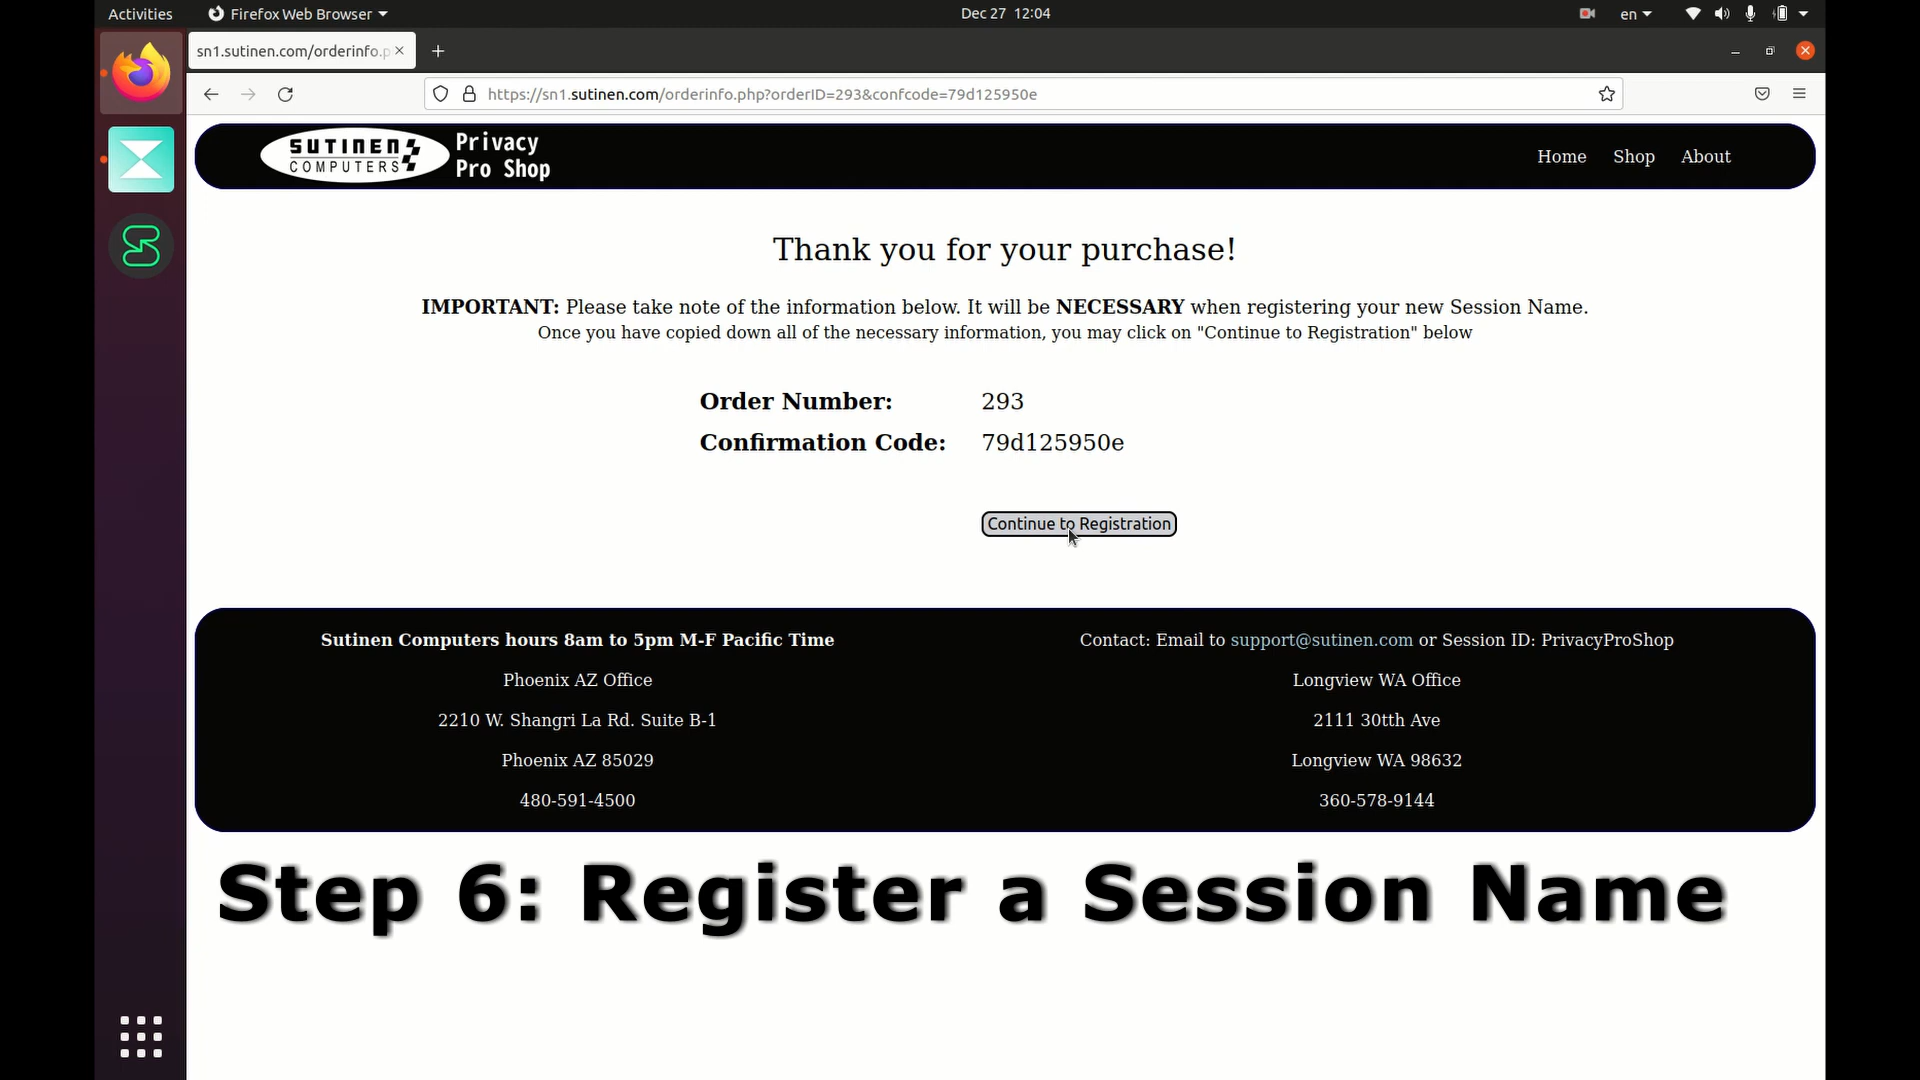 Activities
Firefox Web Browser
Dec 27 12:04
en
sn1.sutinen.com/orderinfo.p
https://sn1.sutinen.com/orderinfo.php?orderID=293&confcode=79d125950e
SUTINEN
COMPUTERS
Privacy
Pro Shop
Home Shop About
Thank you for your purchase!
IMPORTANT: Please take note of the information below. It will be NECESSARY when registering your new Session Name.
Once you have copied down all of the necessary information, you may click on "Continue to Registration" below
Order Number: 293
Confirmation Code: 79d125950e
Continue to Registration
Sutinen Computers hours 8am to 5pm M-F Pacific Time
Phoenix AZ Office
2210 W. Shangri La Rd. Suite B-1
Phoenix AZ 85029
480-591-4500
Contact: Email to support@sutinen.com or Session ID: PrivacyProShop
Longview WA Office
2111 30tth Ave
Longview WA 98632
360-578-9144
Step 6: Register a Session Name